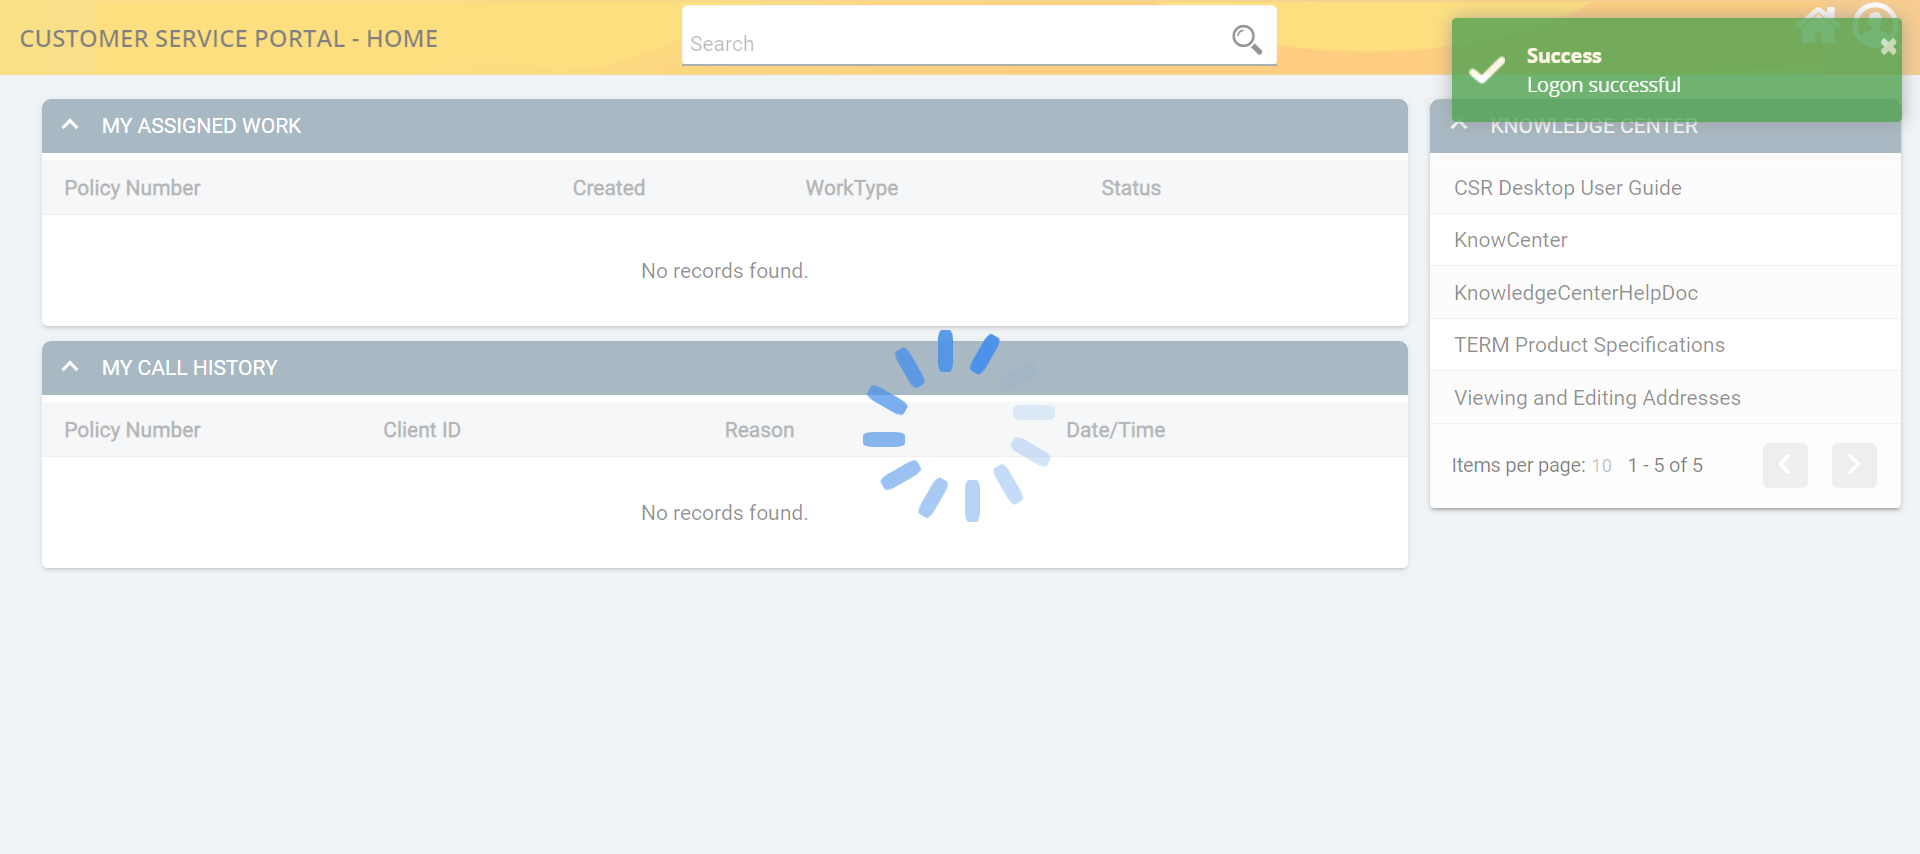 CUSTOMER SERVICE PORTAL - HOME
Search
Success
Logon successful
MY ASSIGNED WORK
Policy Number Created WorkType Status
No records found.
MY CALL HISTORY
Policy Number Client ID Reason Date/Time
No records found.
KNOWLEDGE CENTER
CSR Desktop User Guide
KnowCenter
KnowledgeCenterHelpDoc
TERM Product Specifications
Viewing and Editing Addresses
Items per page: 10 1 - 5 of 5